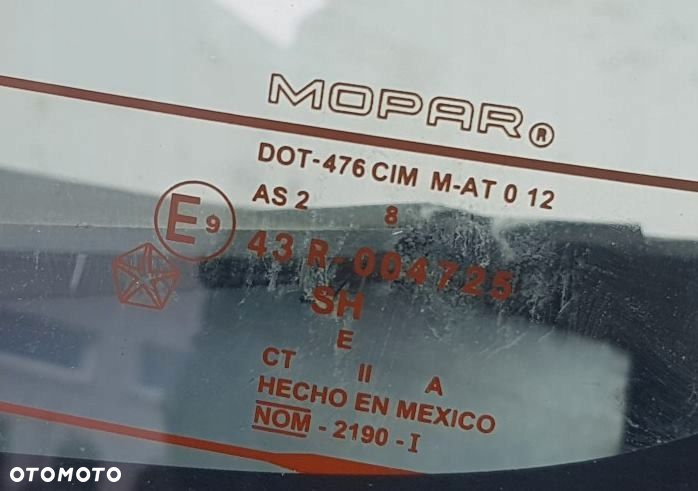 MOPAR®
DOT-476 CIM M-AT 0 12
AS 2 8
E9 43 R-004725
SH
E
CT II A
HECHO EN MEXICO
NOM - 2190 - I
OTOMOTO